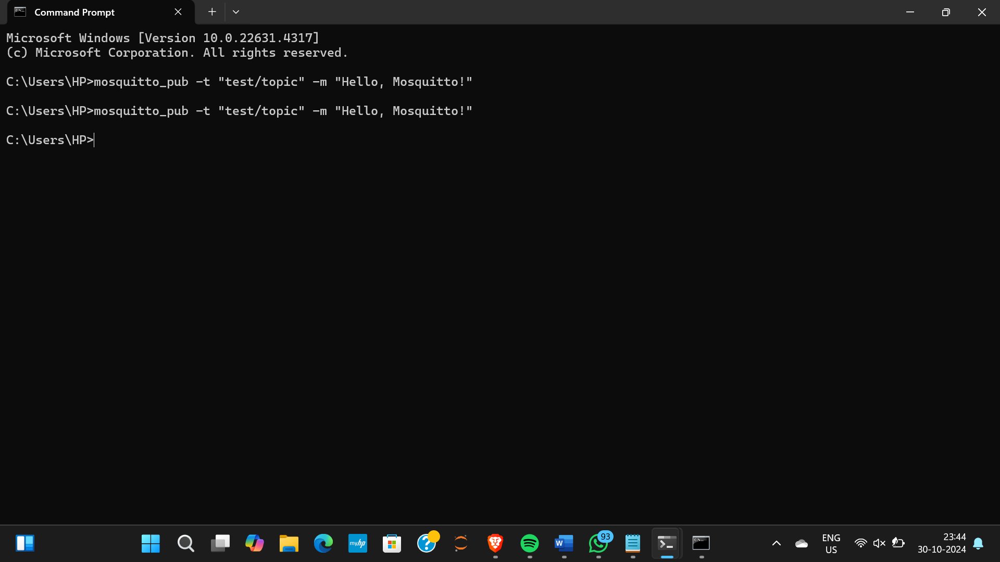 Command Prompt
Microsoft Windows [Version 10.0.22631.4317]
(c) Microsoft Corporation. All rights reserved.
C:\Users\HP>mosquitto_pub -t "test/topic" -m "Hello, Mosquitto!"
C:\Users\HP>mosquitto_pub -t "test/topic" -m "Hello, Mosquitto!"
C:\Users\HP>
myhp
W
93
ENG
US
23:44
30-10-2024